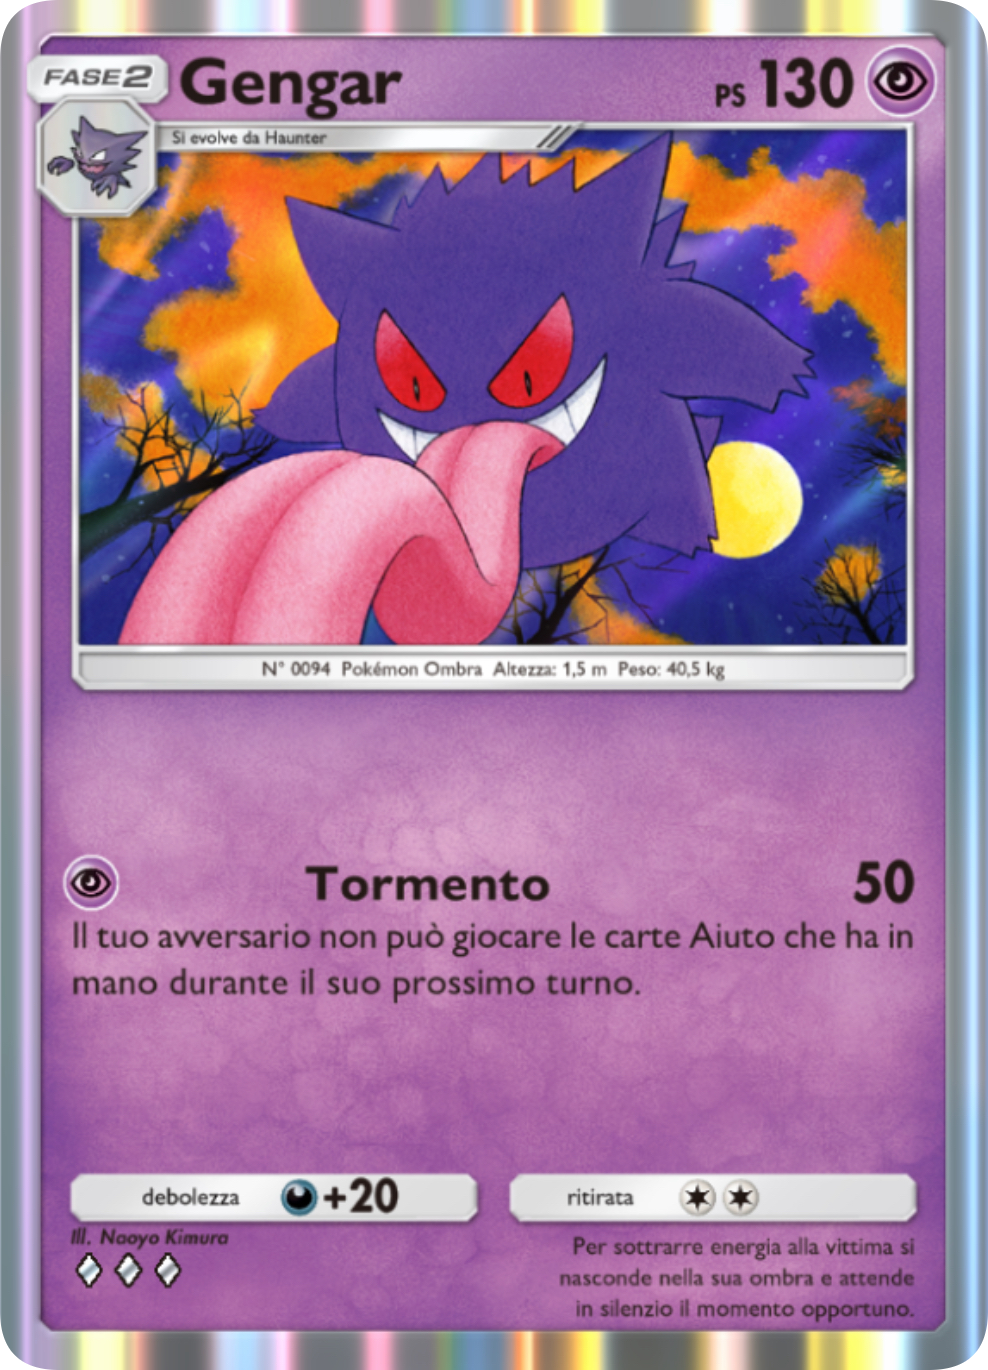 FASE 2 Gengar PS 130
Si evolve da Haunter
N° 0094 Pokémon Ombra Altezza: 1,5 m Peso: 40,5 kg
Tormento 50
Il tuo avversario non può giocare le carte Aiuto che ha in
mano durante il suo prossimo turno.
debolezza +20 ritirata
Ill. Naoyo Kimura
Per sottrarre energia alla vittima si
nasconde nella sua ombra e attende
in silenzio il momento opportuno.